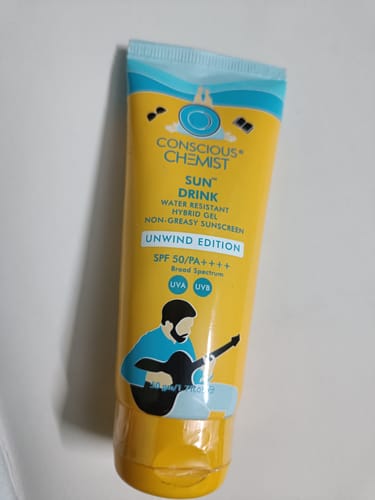 CONSCIOUS®
CHEMIST
SUN™
DRINK
WATER RESISTANT
HYBRID GEL
NON-GREASY SUNSCREEN
UNWIND EDITION
SPF 50/PA++++
Broad Spectrum
UVA UVB